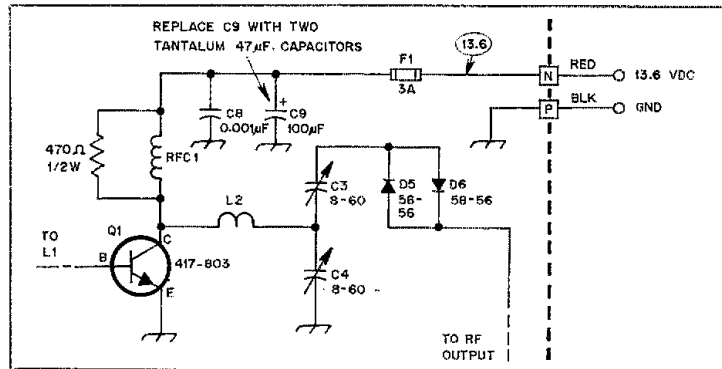 REPLACE C9 WITH TWO
TANTALUM 47µF. CAPACITORS
13.6
F1
3A
N
RED
13.6 VDC
P
BLK
GND
C8
0.001µF
+
C9
100µF
470Ω
1/2W
RFC1
C3
8-60
D5
56-
56
D6
56-56
L2
Q1
C
TO
L1
B
417-803
E
C4
8-60
TO RF
OUTPUT